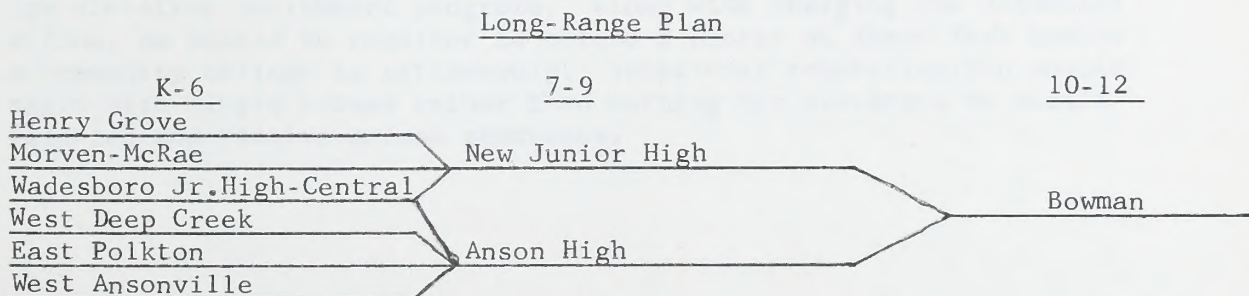 Long-Range Plan
K-6 7-9 10-12
Henry Grove
Morven-McRae New Junior High
Wadesboro Jr.High-Central
West Deep Creek Bowman
East Polkton Anson High
West Ansonville